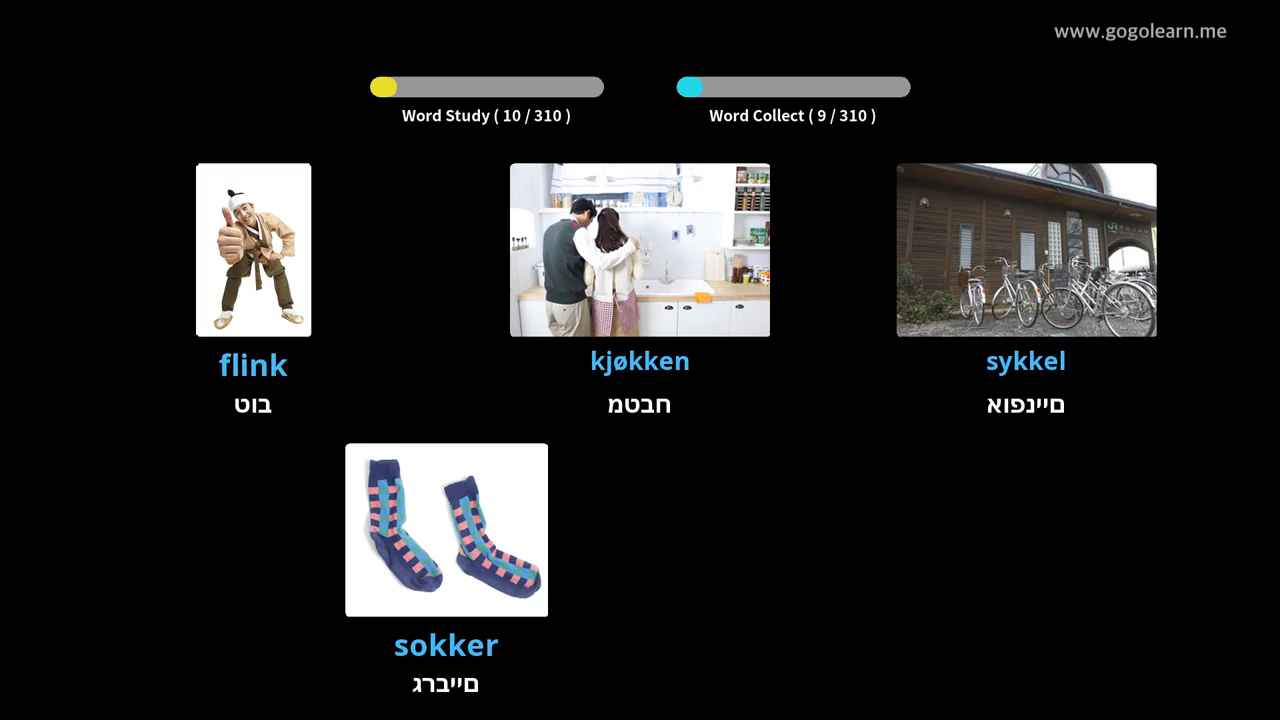 www.gogolearn.me
Word Study ( 10 / 310 )
Word Collect ( 9 / 310 )
flink
טוב
kjøkken
מטבח
sykkel
אופניים
sokker
גרביים